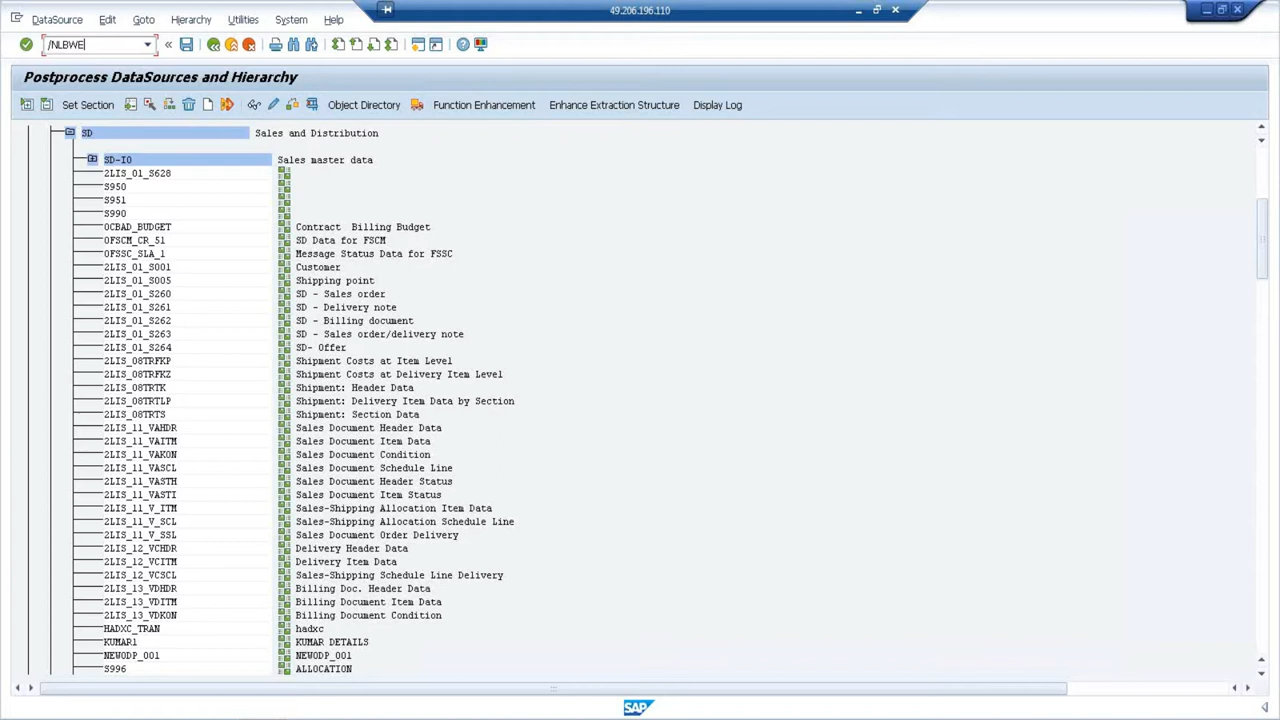 49.206.196.110
DataSource Edit Goto Hierarchy Utilities System Help
/NLBWE
Postprocess DataSources and Hierarchy
Set Section Object Directory Function Enhancement Enhance Extraction Structure Display Log
SD Sales and Distribution
SD-IO Sales master data
2LIS_01_S628
S950
S951
S990
0CBAD_BUDGET Contract Billing Budget
0FSCM_CR_51 SD Data for FSCM
0FSSC_SLA_1 Message Status Data for FSSC
2LIS_01_S001 Customer
2LIS_01_S005 Shipping point
2LIS_01_S260 SD - Sales order
2LIS_01_S261 SD - Delivery note
2LIS_01_S262 SD - Billing document
2LIS_01_S263 SD - Sales order/delivery note
2LIS_01_S264 SD- Offer
2LIS_08TRFKP Shipment Costs at Item Level
2LIS_08TRFKZ Shipment Costs at Delivery Item Level
2LIS_08TRTK Shipment: Header Data
2LIS_08TRTLP Shipment: Delivery Item Data by Section
2LIS_08TRTS Shipment: Section Data
2LIS_11_VAHDR Sales Document Header Data
2LIS_11_VAITM Sales Document Item Data
2LIS_11_VAKON Sales Document Condition
2LIS_11_VASCL Sales Document Schedule Line
2LIS_11_VASTH Sales Document Header Status
2LIS_11_VASTI Sales Document Item Status
2LIS_11_V_ITM Sales-Shipping Allocation Item Data
2LIS_11_V_SCL Sales-Shipping Allocation Schedule Line
2LIS_11_V_SSL Sales Document Order Delivery
2LIS_12_VCHDR Delivery Header Data
2LIS_12_VCITM Delivery Item Data
2LIS_12_VCSCL Sales-Shipping Schedule Line Delivery
2LIS_13_VDHDR Billing Doc. Header Data
2LIS_13_VDITM Billing Document Item Data
2LIS_13_VDKON Billing Document Condition
HADXC_TRAN hadxc
KUMAR1 KUMAR DETAILS
NEWODP_001 NEWODP_001
S996 ALLOCATION
SAP